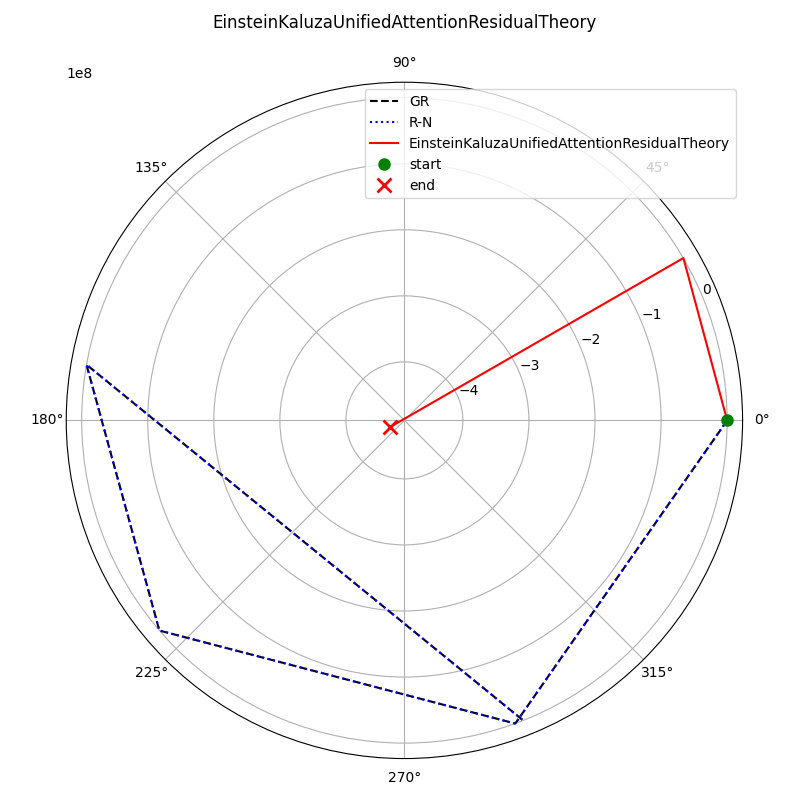 EinsteinKaluzaUnifiedAttentionResidualTheory
1e8
90°
GR
R-N
EinsteinKaluzaUnifiedAttentionResidualTheory
start
end
135°
45°
0
−1
−2
−3
−4
180°
0°
225°
315°
270°